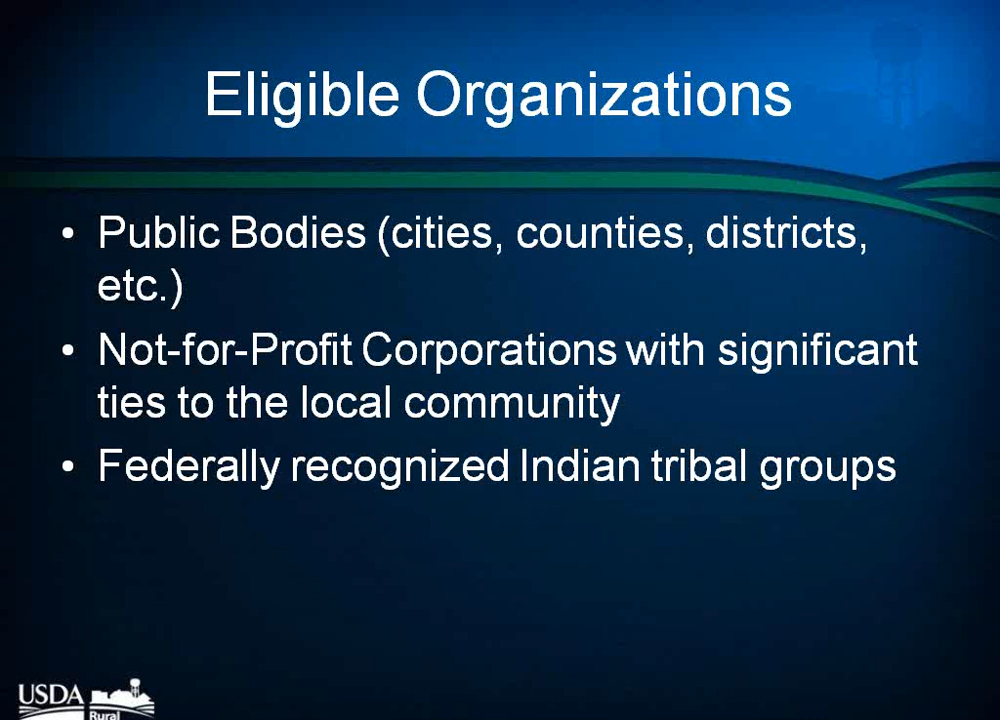 Eligible Organizations
• Public Bodies (cities, counties, districts,
etc.)
• Not-for-Profit Corporations with significant
ties to the local community
• Federally recognized Indian tribal groups
USDA
Rural